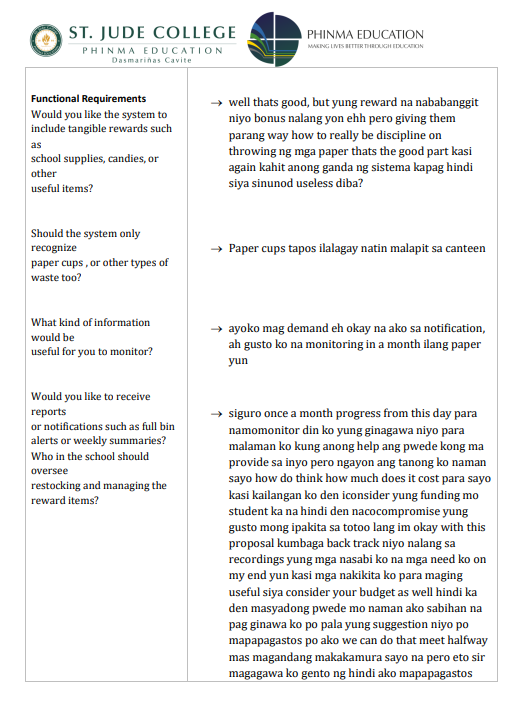 ST. JUDE COLLEGE
PHINMA EDUCATION
Dasmariñas Cavite
PHINMA EDUCATION
MAKING LIVES BETTER THROUGH EDUCATION
Functional Requirements
Would you like the system to
include tangible rewards such
as
school supplies, candies, or
other
useful items?
→ well thats good, but yung reward na nababanggit
niyo bonus nalang yon ehh pero giving them
parang way how to really be discipline on
throwing ng mga paper thats the good part kasi
again kahit anong ganda ng sistema kapag hindi
siya sinunod useless diba?
Should the system only
recognize
paper cups , or other types of
waste too?
→ Paper cups tapos ilalagay natin malapit sa canteen
What kind of information
would be
useful for you to monitor?
→ ayoko mag demand eh okay na ako sa notification,
ah gusto ko na monitoring in a month ilang paper
yun
Would you like to receive
reports
or notifications such as full bin
alerts or weekly summaries?
Who in the school should
oversee
restocking and managing the
reward items?
→ siguro once a month progress from this day para
namomonitor din ko yung ginagawa niyo para
malaman ko kung anong help ang pwede kong ma
provide sa inyo pero ngayon ang tanong ko naman
sayo how do think how much does it cost para sayo
kasi kailangan ko den iconsider yung funding mo
student ka na hindi den nacocompromise yung
gusto mong ipakita sa totoo lang im okay with this
proposal kumbaga back track niyo nalang sa
recordings yung mga nasabi ko na mga need ko on
my end yun kasi mga nakikita ko para maging
useful siya consider your budget as well hindi ka
den masyadong pwede mo naman ako sabihan na
pag ginawa ko po pala yung suggestion niyo po
mapapagastos po ako we can do that meet halfway
mas magandang makakamura sayo na pero eto sir
magagawa ko gento ng hindi ako mapapagastos